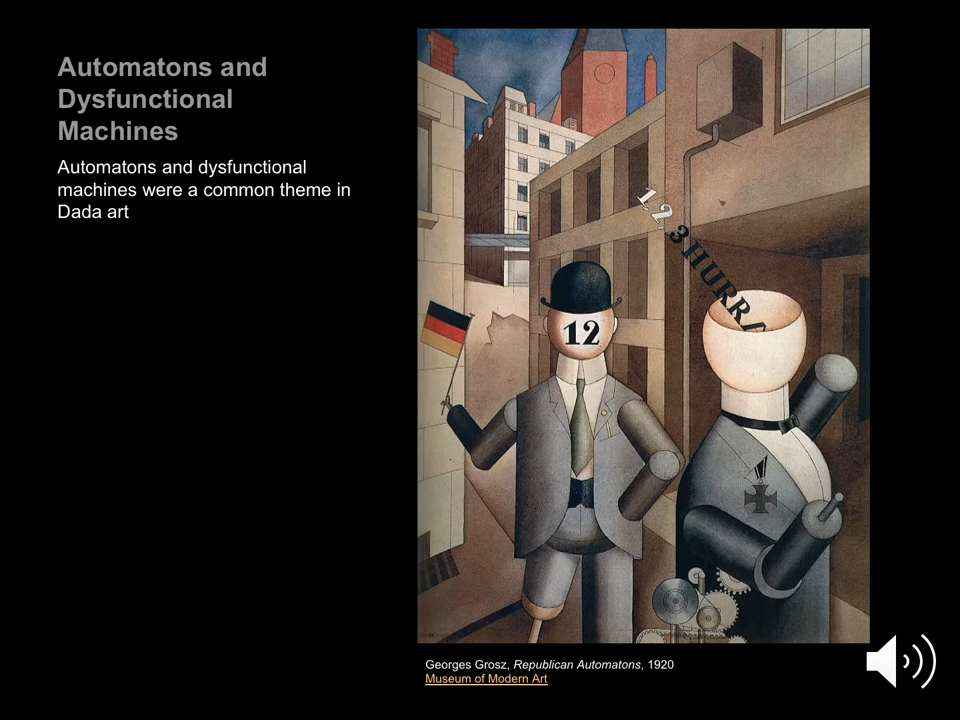 Automatons and
Dysfunctional
Machines
Automatons and dysfunctional
machines were a common theme in
Dada art
1, 2, 3 HURRA
12
Georges Grosz, Republican Automatons, 1920
Museum of Modern Art